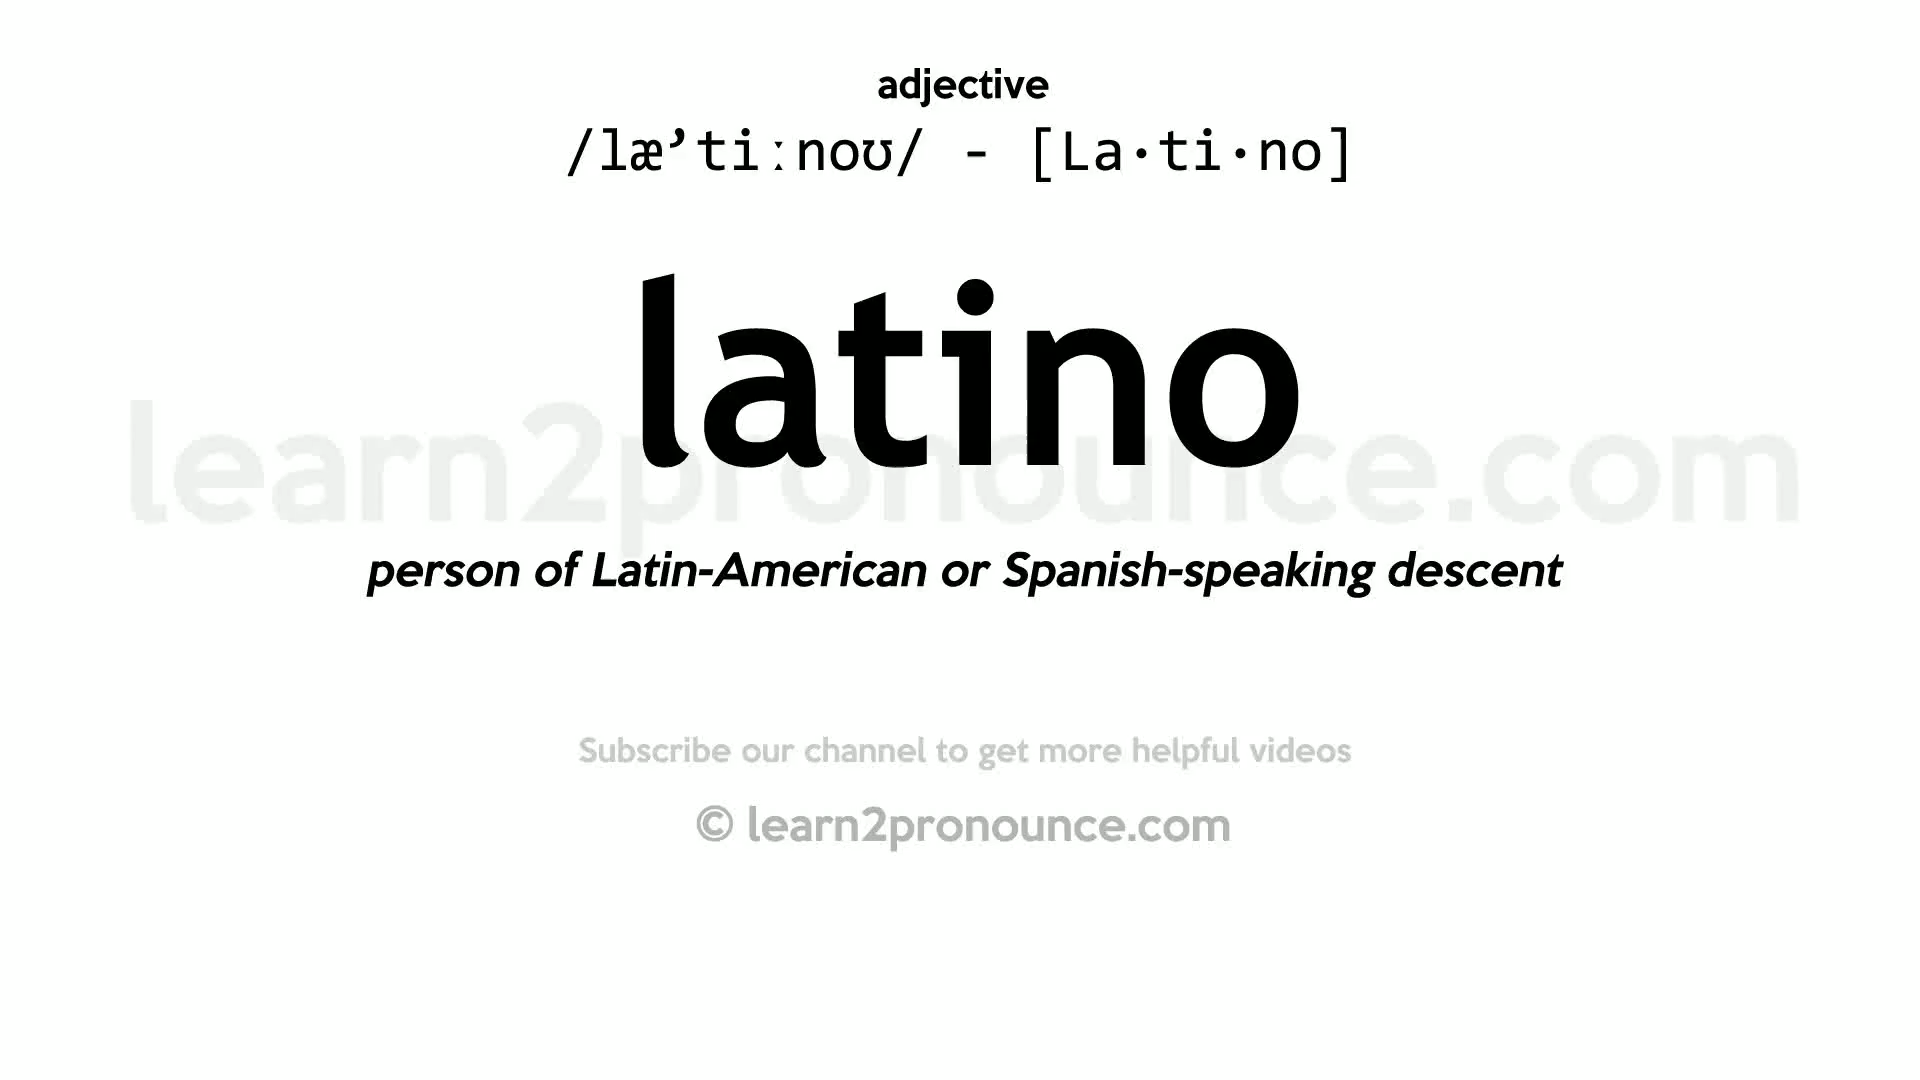 adjective
/læ’tiːnoʊ/ - [La·ti·no]
latino
learn2pronounce.com
person of Latin-American or Spanish-speaking descent
Subscribe our channel to get more helpful videos
© learn2pronounce.com